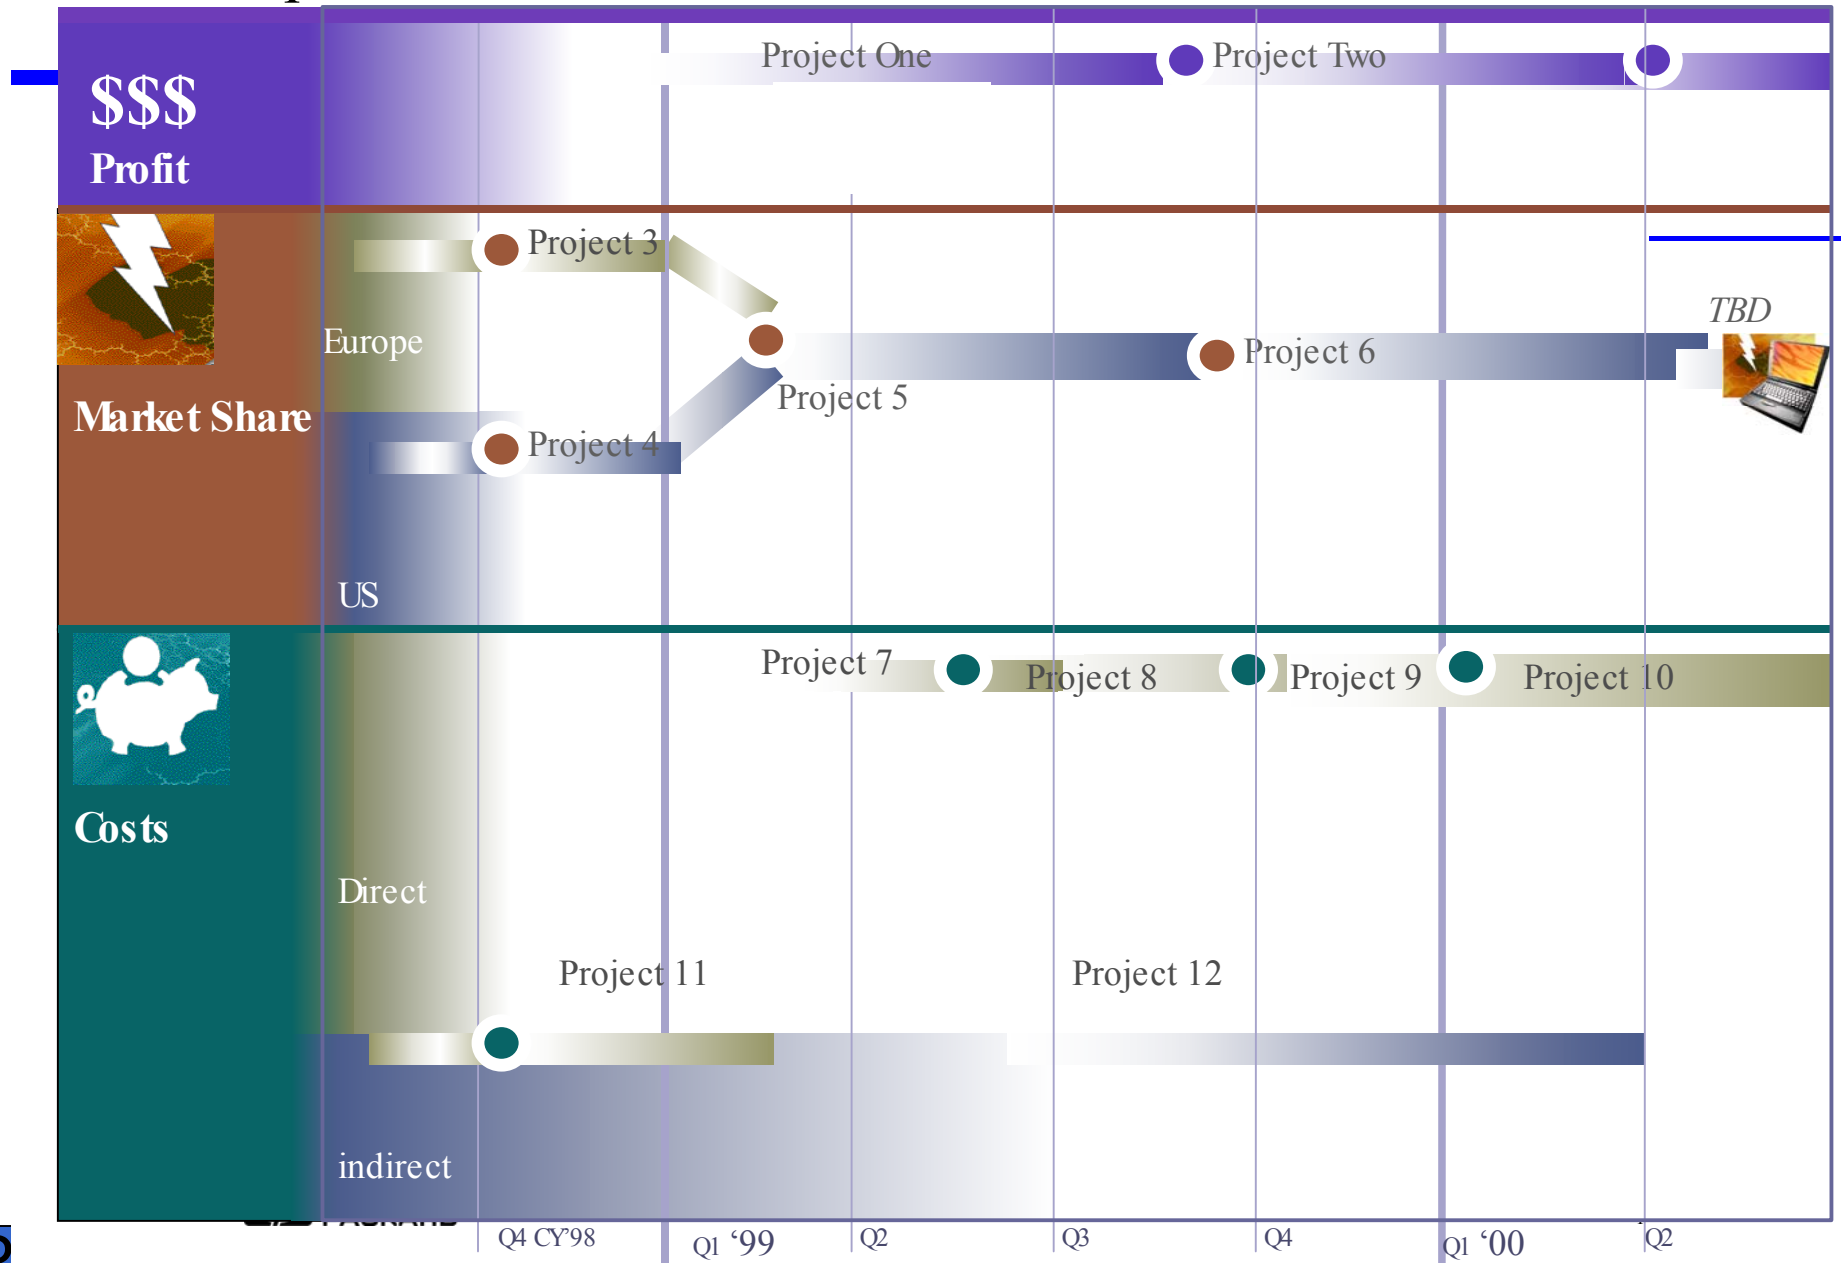 $$$
Profit
Project One
Project Two
Project 3
Europe
TBD
Project 6
Project 5
Market Share
Project 4
US
Project 7
Project 8
Project 9
Project 10
Costs
Direct
Project 11
Project 12
indirect
Q4 CY’98
Q1 ‘99
Q2
Q3
Q4
Q1 ‘00
Q2